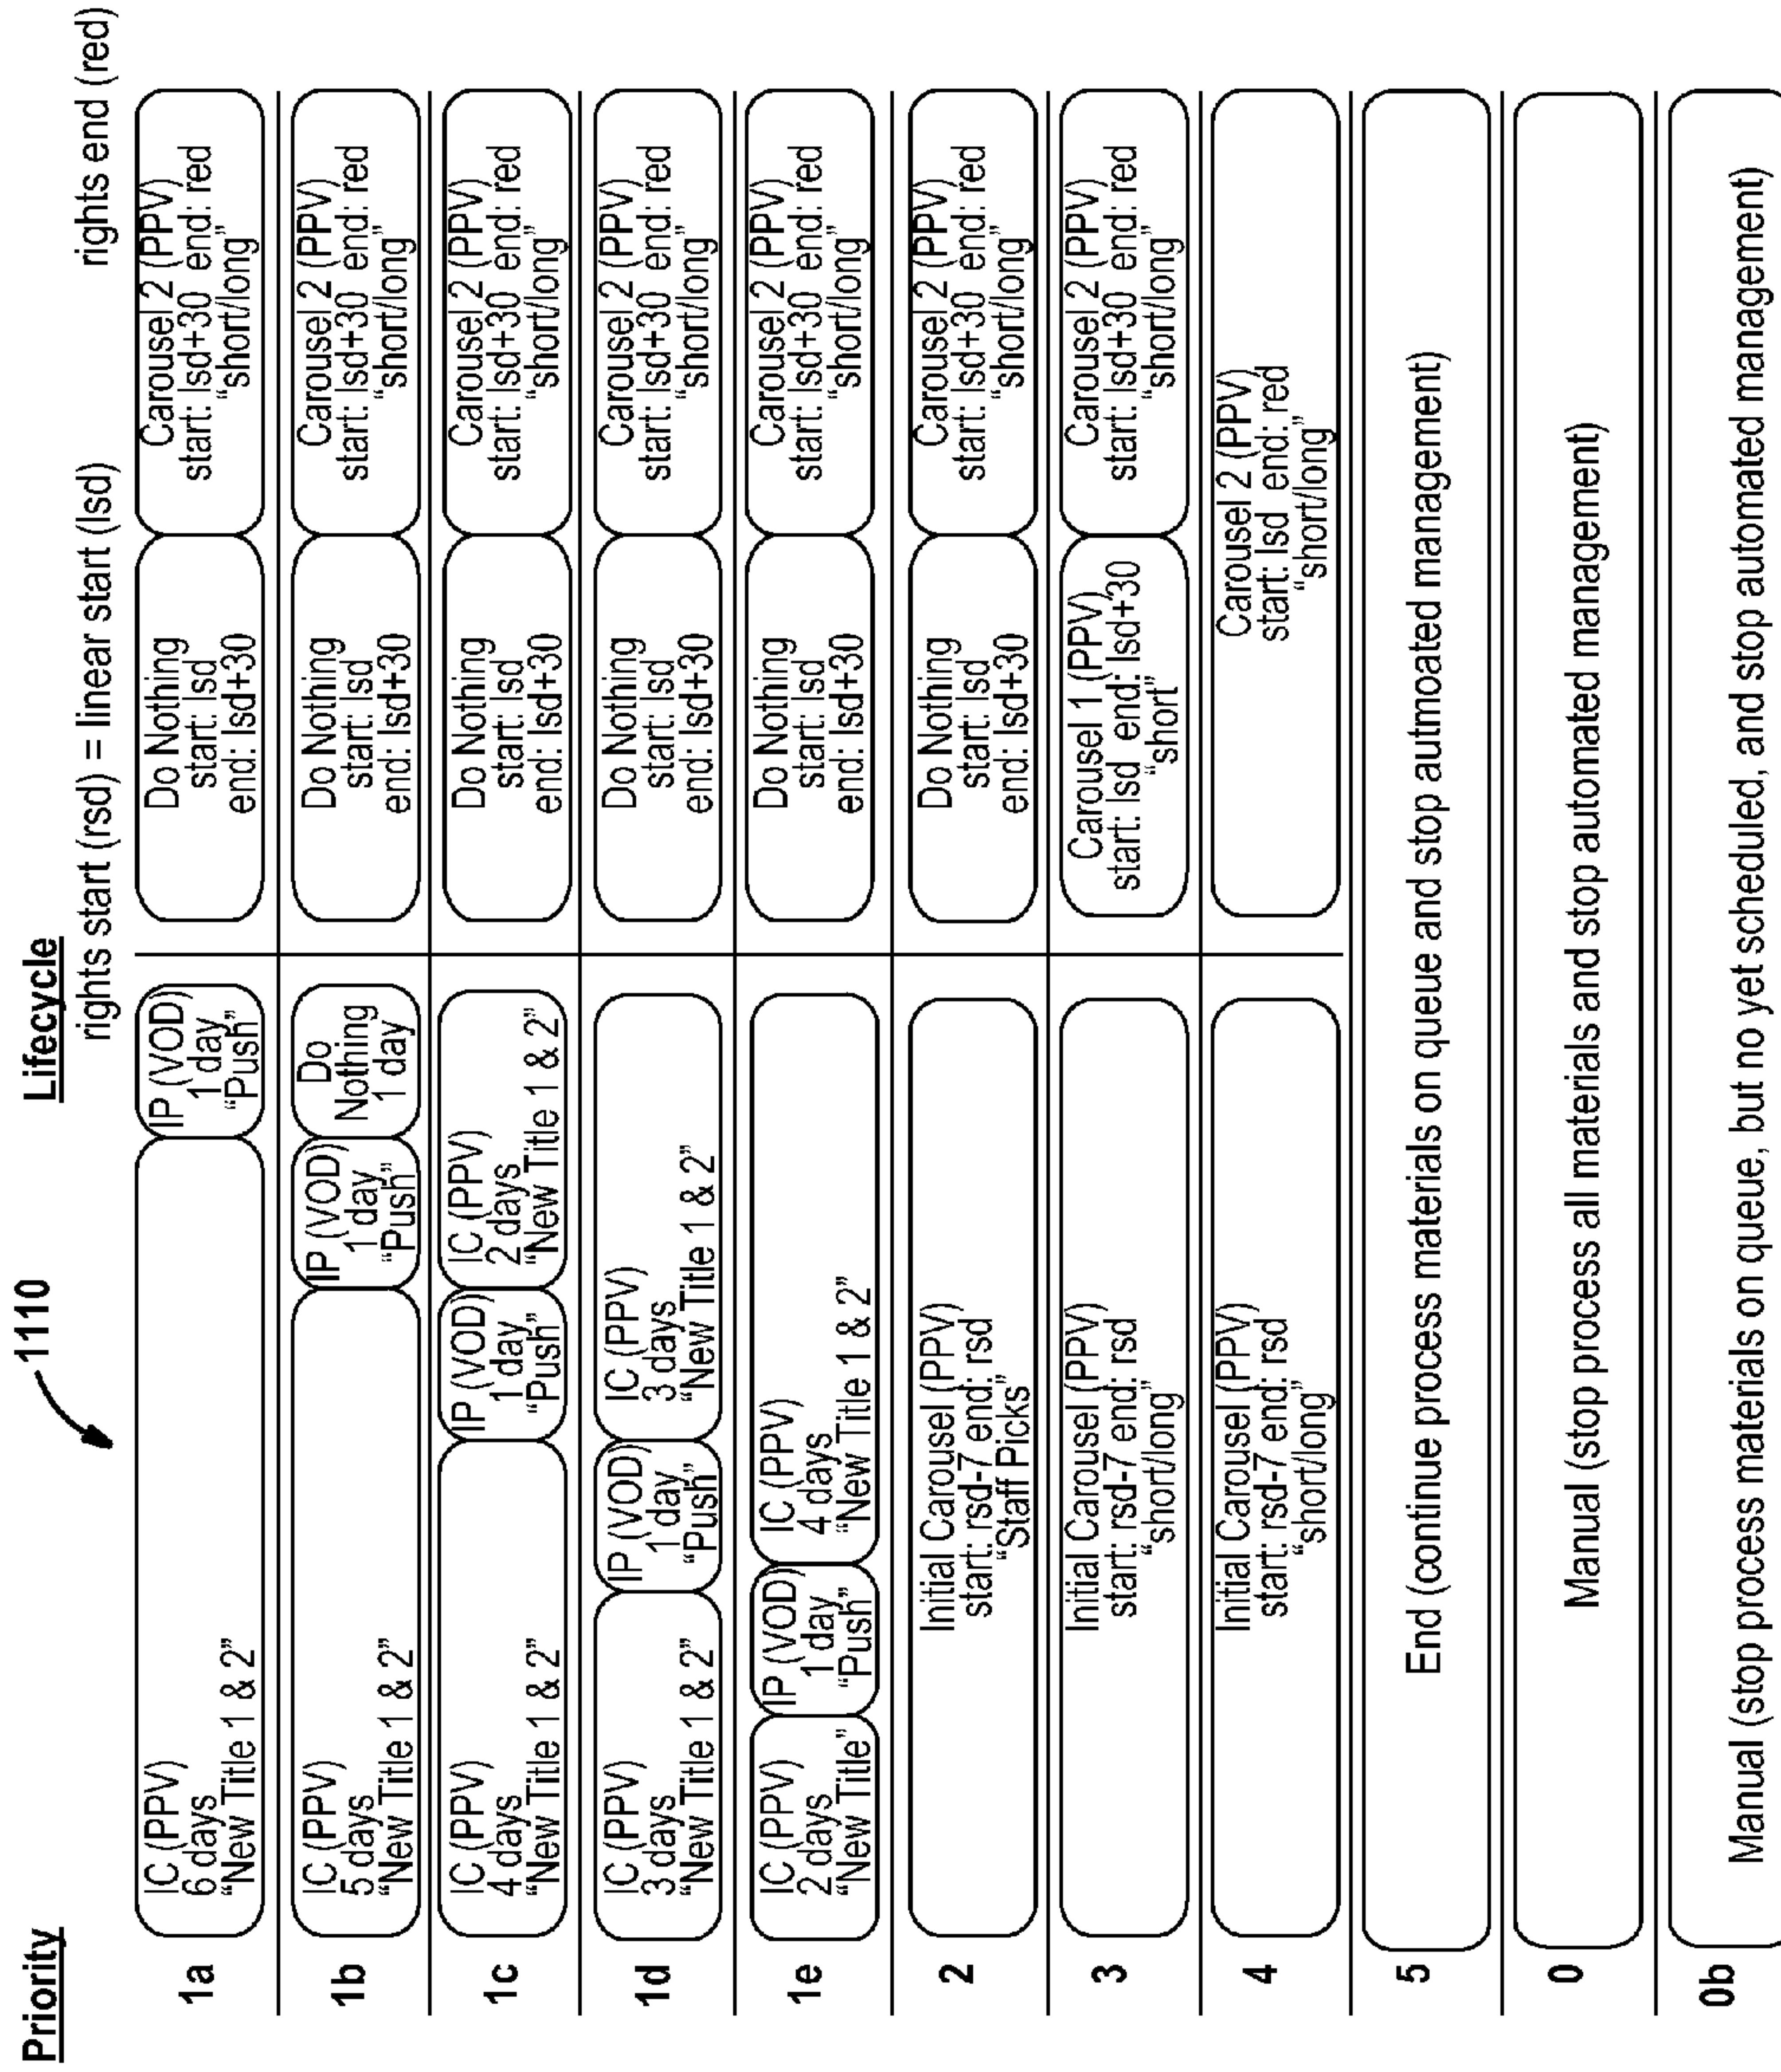 1110
Priority
Lifecycle
rights start (rsd) = linear start (lsd)
rights end (red)
1a
IC (PPV)
6 days
“New Title 1 & 2”
IP (VOD)
1 day
“Push”
Do Nothing
start: lsd
end: lsd+30
Carousel 2 (PPV)
start: lsd+30 end: red
“short/long”
1b
IC (PPV)
5 days
“New Title 1 & 2”
IP (VOD)
1 day
“Push”
Do
Nothing
1 day
Do Nothing
start: lsd
end: lsd+30
Carousel 2 (PPV)
start: lsd+30 end: red
“short/long”
1c
IC (PPV)
4 days
“New Title 1 & 2”
IP (VOD)
1 day
“Push”
IC (PPV)
2 days
“New Title 1 & 2”
Do Nothing
start: lsd
end: lsd+30
Carousel 2 (PPV)
start: lsd+30 end: red
“short/long”
1d
IC (PPV)
3 days
“New Title 1 & 2”
IP (VOD)
1 day
“Push”
IC (PPV)
3 days
“New Title 1 & 2”
Do Nothing
start: lsd
end: lsd+30
Carousel 2 (PPV)
start: lsd+30 end: red
“short/long”
1e
IC (PPV)
2 days
“New Title”
IP (VOD)
1 day
“Push”
IC (PPV)
4 days
“New Title 1 & 2”
Do Nothing
start: lsd
end: lsd+30
Carousel 2 (PPV)
start: lsd+30 end: red
“short/long”
2
Initial Carousel (PPV)
start: rsd-7 end: rsd
“Staff Picks”
Do Nothing
start: lsd
end: lsd+30
Carousel 2 (PPV)
start: lsd+30 end: red
“short/long”
3
Initial Carousel (PPV)
start: rsd-7 end: rsd
“short/long”
Carousel 1 (PPV)
start: lsd end: lsd+30
“short”
Carousel 2 (PPV)
start: lsd+30 end: red
“short/long”
4
Initial Carousel (PPV)
start: rsd-7 end: rsd
“short/long”
Carousel 2 (PPV)
start: lsd end: red
“short/long”
5
End (continue process materials on queue and stop autmoated management)
0
Manual (stop process all materials and stop automated management)
0b
Manual (stop process materials on queue, but no yet scheduled, and stop automated management)